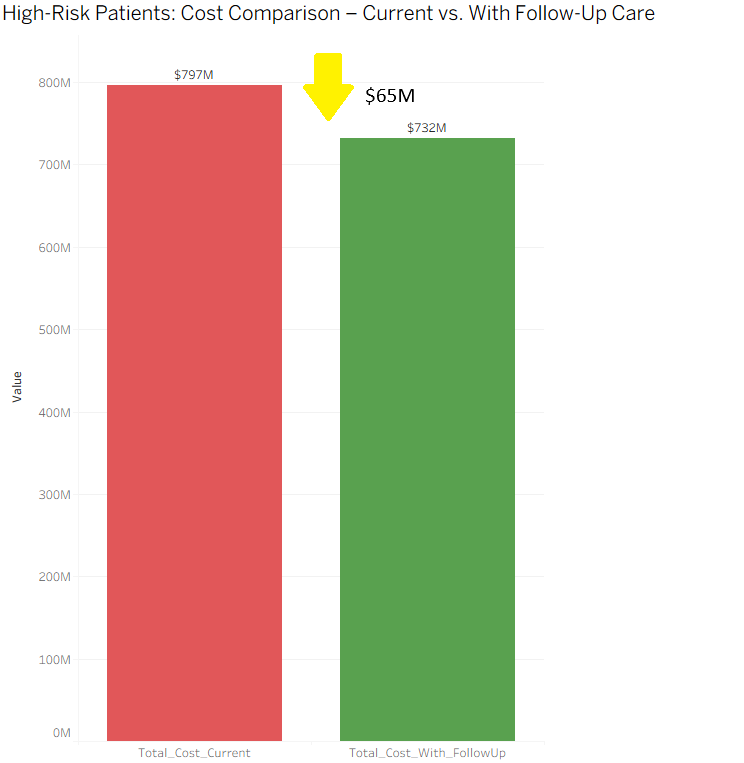 High-Risk Patients: Cost Comparison – Current vs. With Follow-Up Care
$797M
$65M
$732M
800M
700M
600M
500M
400M
300M
200M
100M
0M
Value
Total_Cost_Current
Total_Cost_With_FollowUp